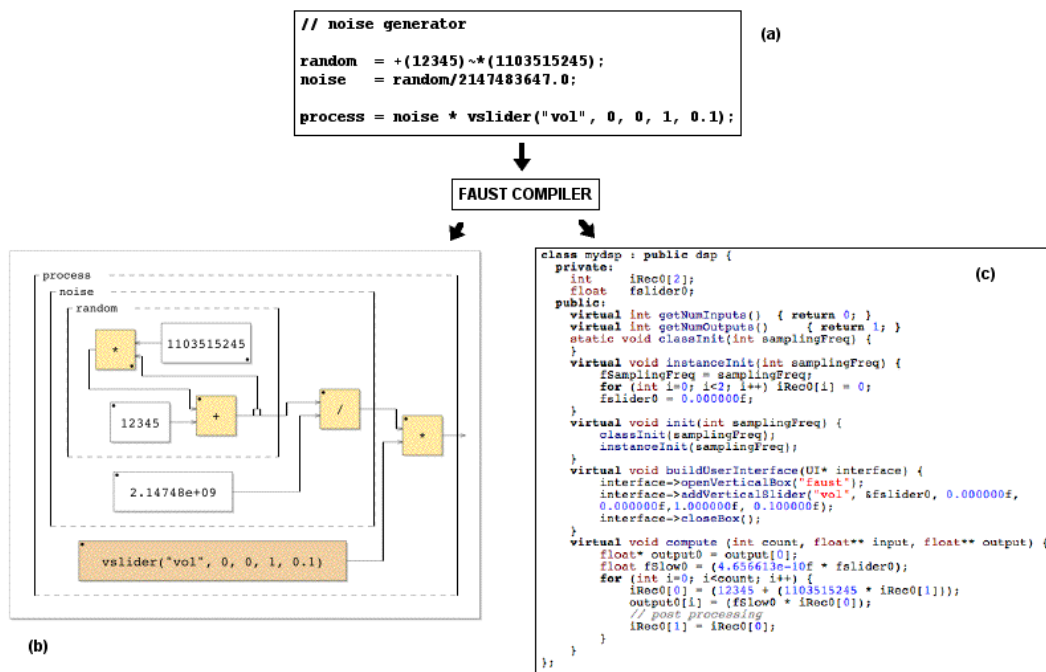 // noise generator
random = +(12345)~*(1103515245);
noise = random/2147483647.0;
process = noise * vslider("vol", 0, 0, 1, 0.1);
(a)
FAUST COMPILER
process
noise
random
*
1103515245
12345
+
/
*
2.14748e+09
vslider("vol", 0, 0, 1, 0.1)
(b)
(c)
class mydsp : public dsp {
private:
int iRec0[2];
float fslider0;
public:
virtual int getNumInputs() { return 0; }
virtual int getNumOutputs() { return 1; }
static void classInit(int samplingFreq) {
}
virtual void instanceInit(int samplingFreq) {
fSamplingFreq = samplingFreq;
for (int i=0; i<2; i++) iRec0[i] = 0;
fslider0 = 0.000000f;
}
virtual void init(int samplingFreq) {
classInit(samplingFreq);
instanceInit(samplingFreq);
}
virtual void buildUserInterface(UI* interface) {
interface->openVerticalBox("faust");
interface->addVerticalSlider("vol", &fslider0, 0.000000f,
0.000000f,1.000000f, 0.100000f);
interface->closeBox();
}
virtual void compute (int count, float** input, float** output) {
float* output0 = output[0];
float fSlow0 = (4.656613e-10f * fslider0);
for (int i=0; i<count; i++) {
iRec0[0] = (12345 + (1103515245 * iRec0[1]));
output0[i] = (fSlow0 * iRec0[0]);
// post processing
iRec0[1] = iRec0[0];
}
}
};